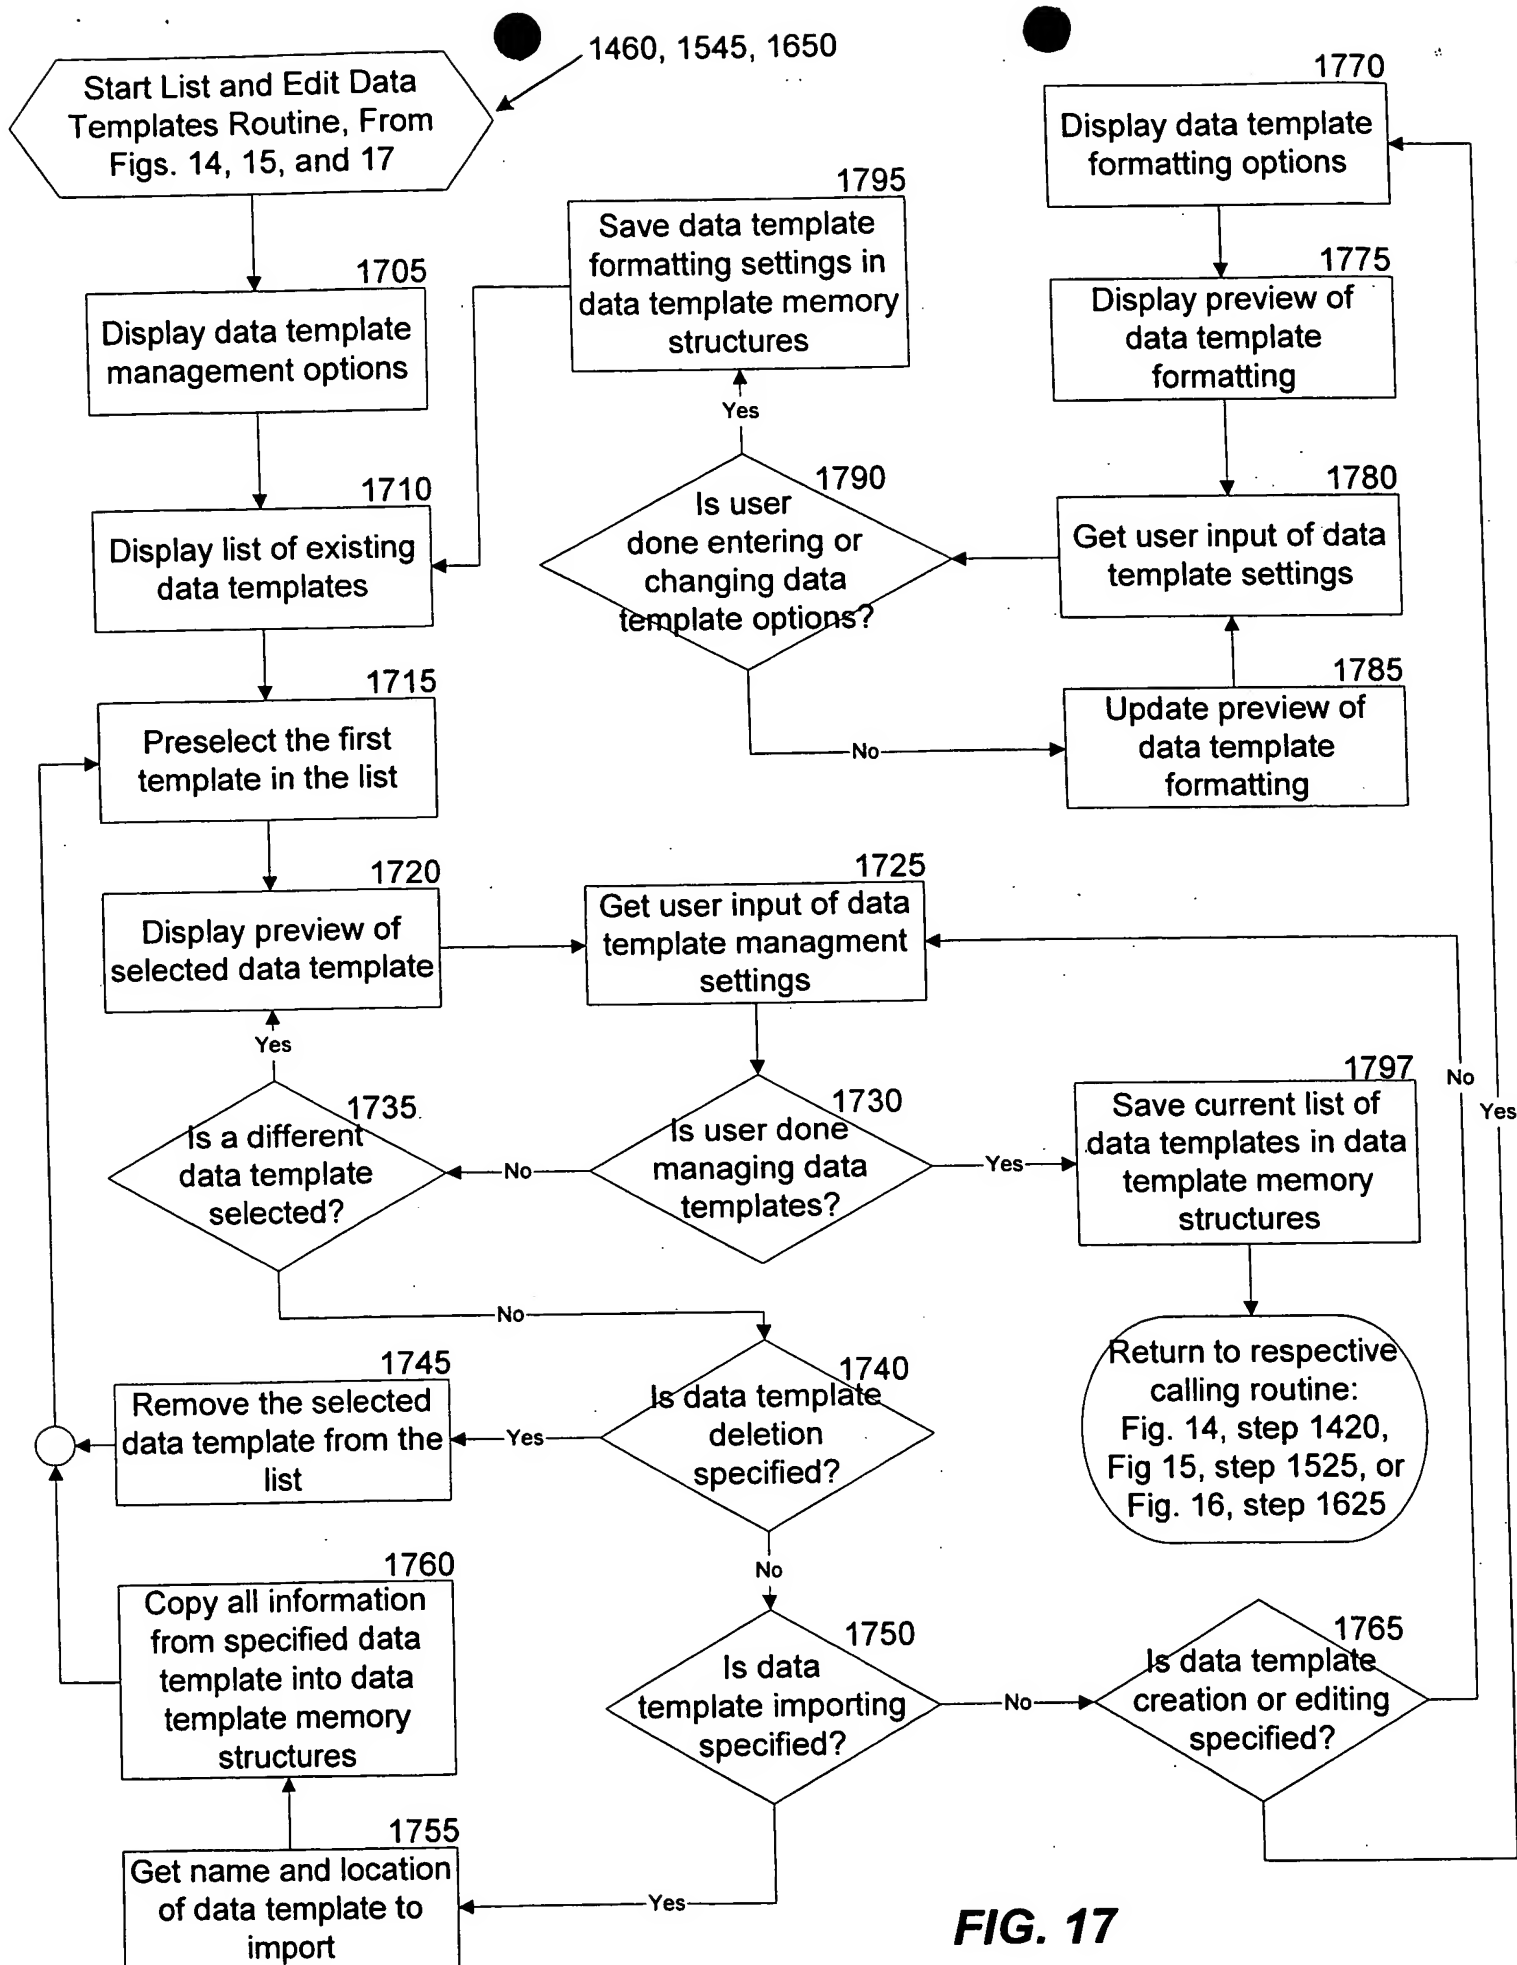 1460, 1545, 1650
Start List and Edit Data
Templates Routine, From
Figs. 14, 15, and 17
1705
Display data template
management options
1710
Display list of existing
data templates
1715
Preselect the first
template in the list
1720
Display preview of
selected data template
1725
Get user input of data
template managment
settings
1730
Is user done
managing data
templates?
No
Yes
1735
Is a different
data template
selected?
Yes
No
1740
Is data template
deletion
specified?
Yes
No
1745
Remove the selected
data template from the
list
1750
Is data
template importing
specified?
No
Yes
1755
Get name and location
of data template to
import
1760
Copy all information
from specified data
template into data
template memory
structures
1765
Is data template
creation or editing
specified?
No
Yes
1770
Display data template
formatting options
1775
Display preview of
data template
formatting
1780
Get user input of data
template settings
1785
Update preview of
data template
formatting
1790
Is user
done entering or
changing data
template options?
Yes
No
1795
Save data template
formatting settings in
data template memory
structures
1797
Save current list of
data templates in data
template memory
structures
Return to respective
calling routine:
Fig. 14, step 1420,
Fig 15, step 1525, or
Fig. 16, step 1625
FIG. 17